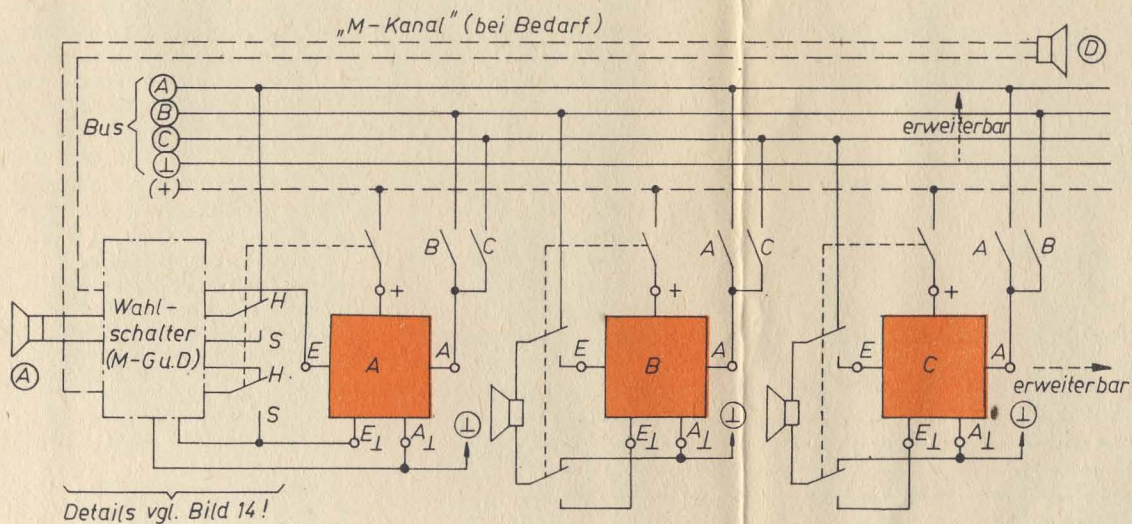 „M-Kanal" (bei Bedarf)
D
Bus
A
B
C
⊥
(+)
erweiterbar
B C
A C
A B
Wahl-
schalter
(M-G u. D)
H
S
H
S
A
+
E A A
E⊥ A⊥ ⊥
+
E B A
E⊥ A⊥ ⊥
+
E C A
E⊥ A⊥ ⊥
erweiterbar
Details vgl. Bild 14!